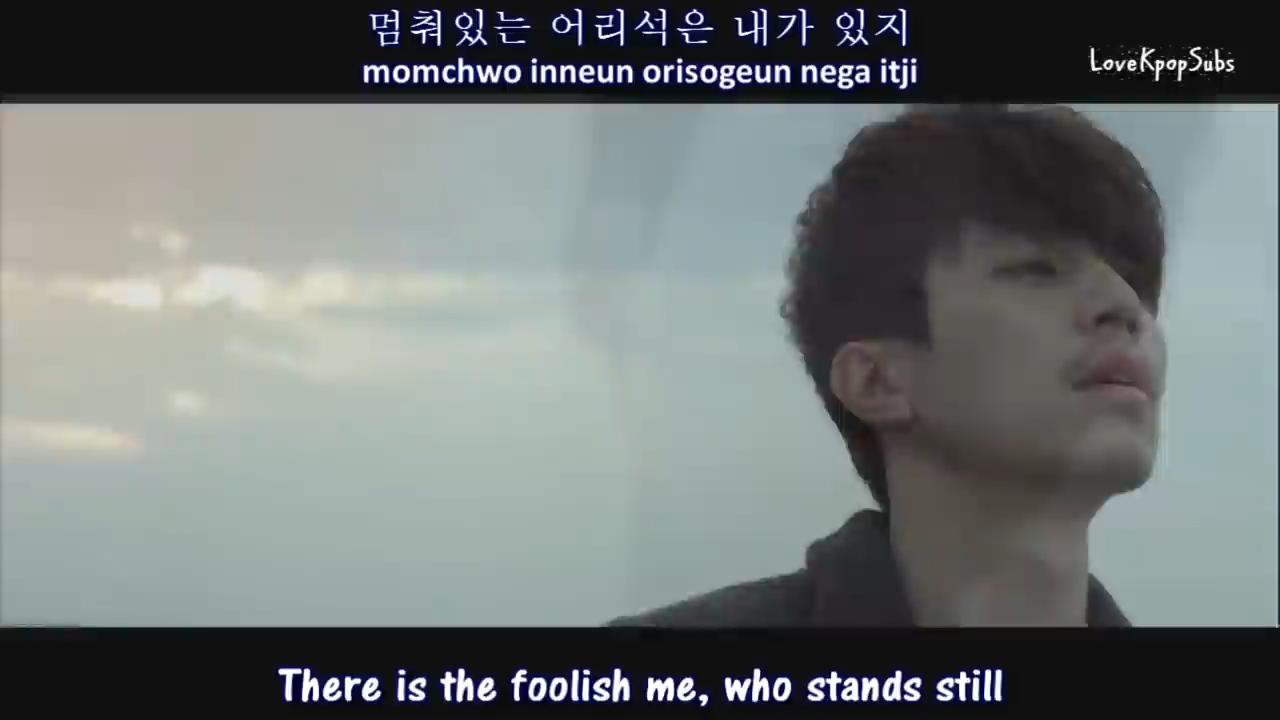 멈춰있는 어리석은 내가 있지
momchwo inneun orisogeun nega itji
LoveKpopSubs
There is the foolish me, who stands still